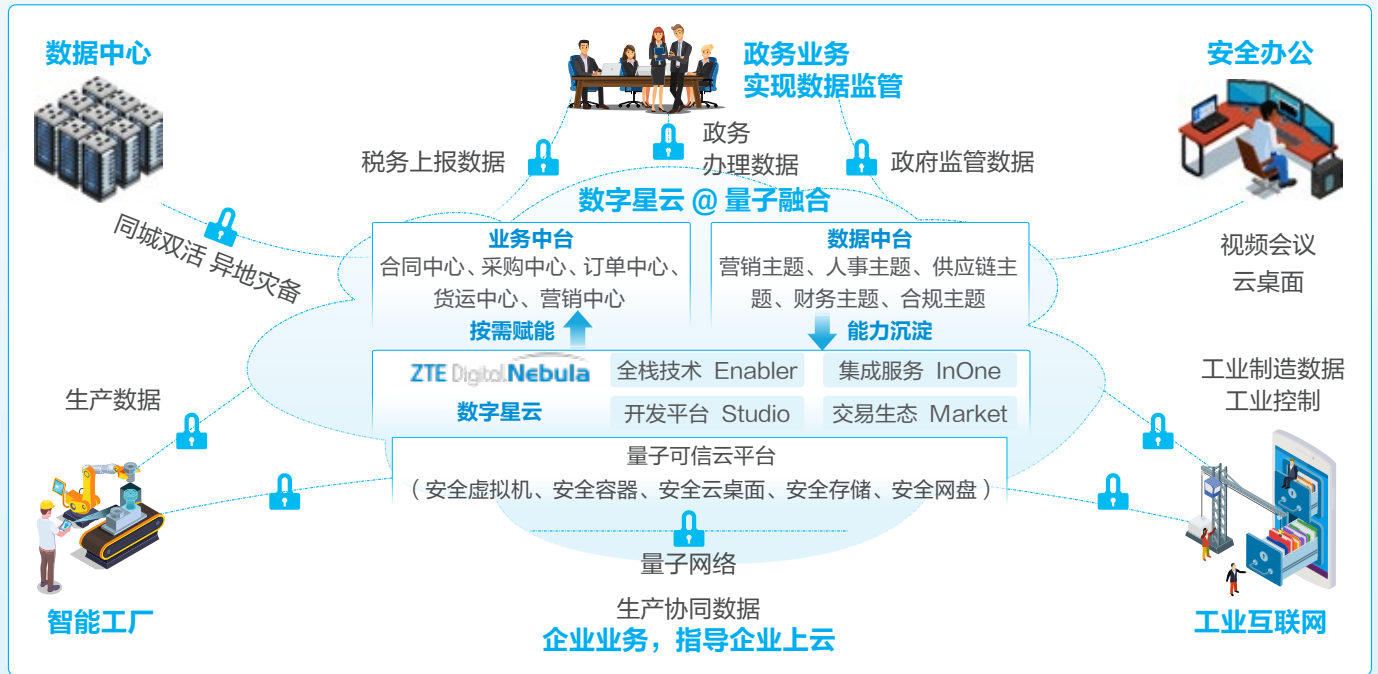 数据中心
政务业务
实现数据监管
安全办公
税务上报数据
政务
办理数据
政府监管数据
数字星云 @ 量子融合
同城双活 异地灾备
业务中台
合同中心、采购中心、订单中心、
货运中心、营销中心
数据中台
营销主题、人事主题、供应链主
题、财务主题、合规主题
视频会议
云桌面
按需赋能
能力沉淀
ZTE Digital Nebula
数字星云
全栈技术 Enabler
集成服务 InOne
开发平台 Studio
交易生态 Market
生产数据
工业制造数据
工业控制
量子可信云平台
（安全虚拟机、安全容器、安全云桌面、安全存储、安全网盘）
量子网络
生产协同数据
智能工厂
企业业务，指导企业上云
工业互联网